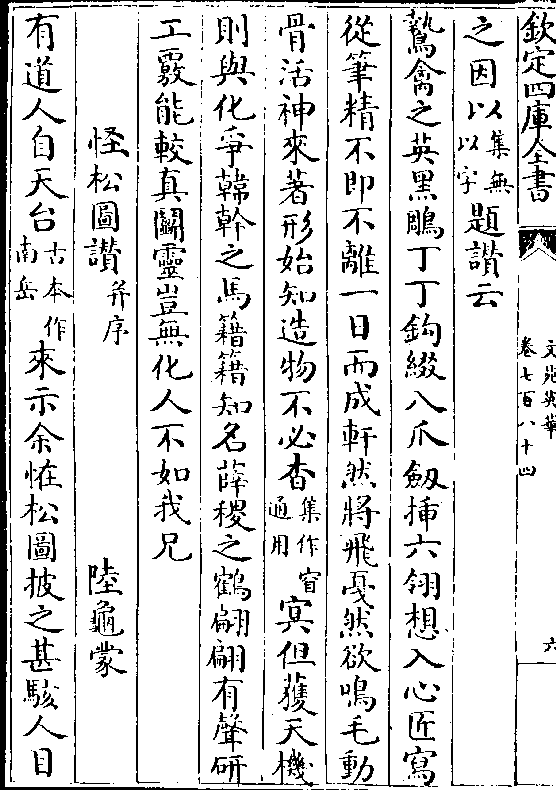 欽定四庫全書
文苑英華
卷七百八十四
六
之因以集無以字題讃云
鷙禽之英黑鵰丁丁鈎綴八爪劔揷六翎想入心匠寫
從筆精不即不離一日而成軒然將飛戞然欲鳴毛動
骨活神來著形始知造物不必杳集作窅通用冥但獲天機
則與化爭韓幹之馬籍籍知名薛稷之鶴翩翩有聲研
工覈能較真鬬靈豈無化人不如我兄
怪松圖讃并序
陸龜蒙
有道人自天台古本作南岳來示余怪松圖披之甚駭人目